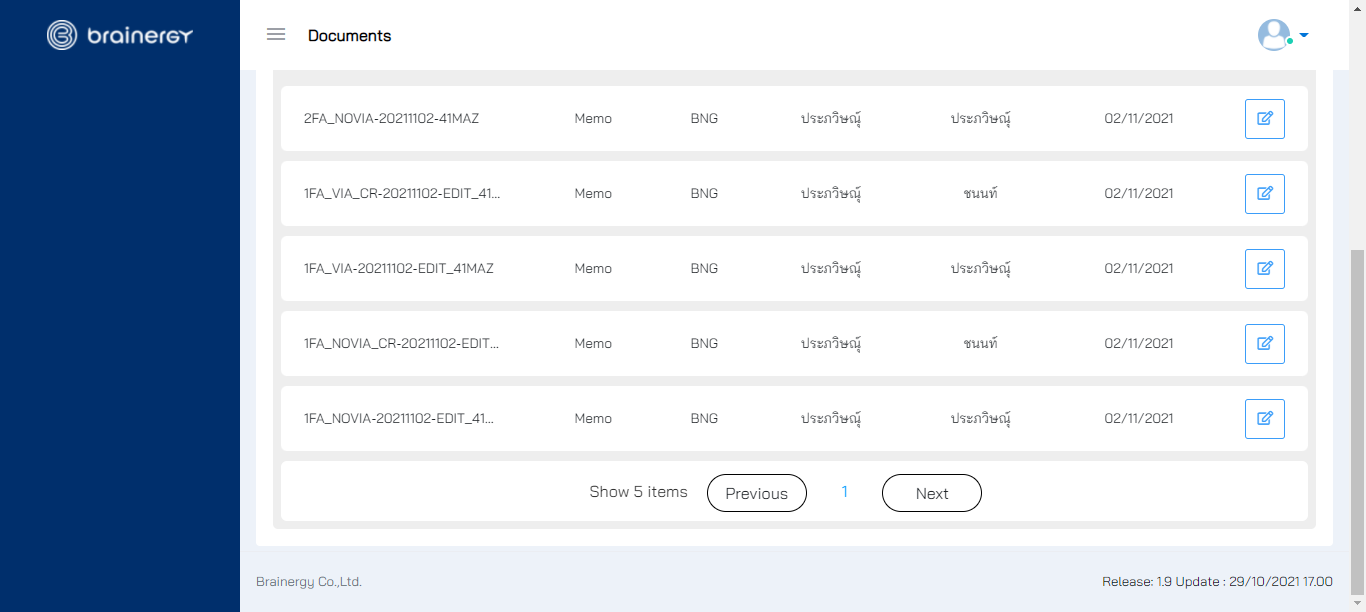 brainergy
Documents
2FA_NOVIA-20211102-41MAZ Memo BNG ประภวิษณุ์ ประภวิษณุ์ 02/11/2021
1FA_VIA_CR-20211102-EDIT_41... Memo BNG ประภวิษณุ์ ชนนท์ 02/11/2021
1FA_VIA-20211102-EDIT_41MAZ Memo BNG ประภวิษณุ์ ประภวิษณุ์ 02/11/2021
1FA_NOVIA_CR-20211102-EDIT... Memo BNG ประภวิษณุ์ ชนนท์ 02/11/2021
1FA_NOVIA-20211102-EDIT_41... Memo BNG ประภวิษณุ์ ประภวิษณุ์ 02/11/2021
Show 5 items Previous 1 Next
Brainergy Co.,Ltd. Release: 1.9 Update : 29/10/2021 17.00